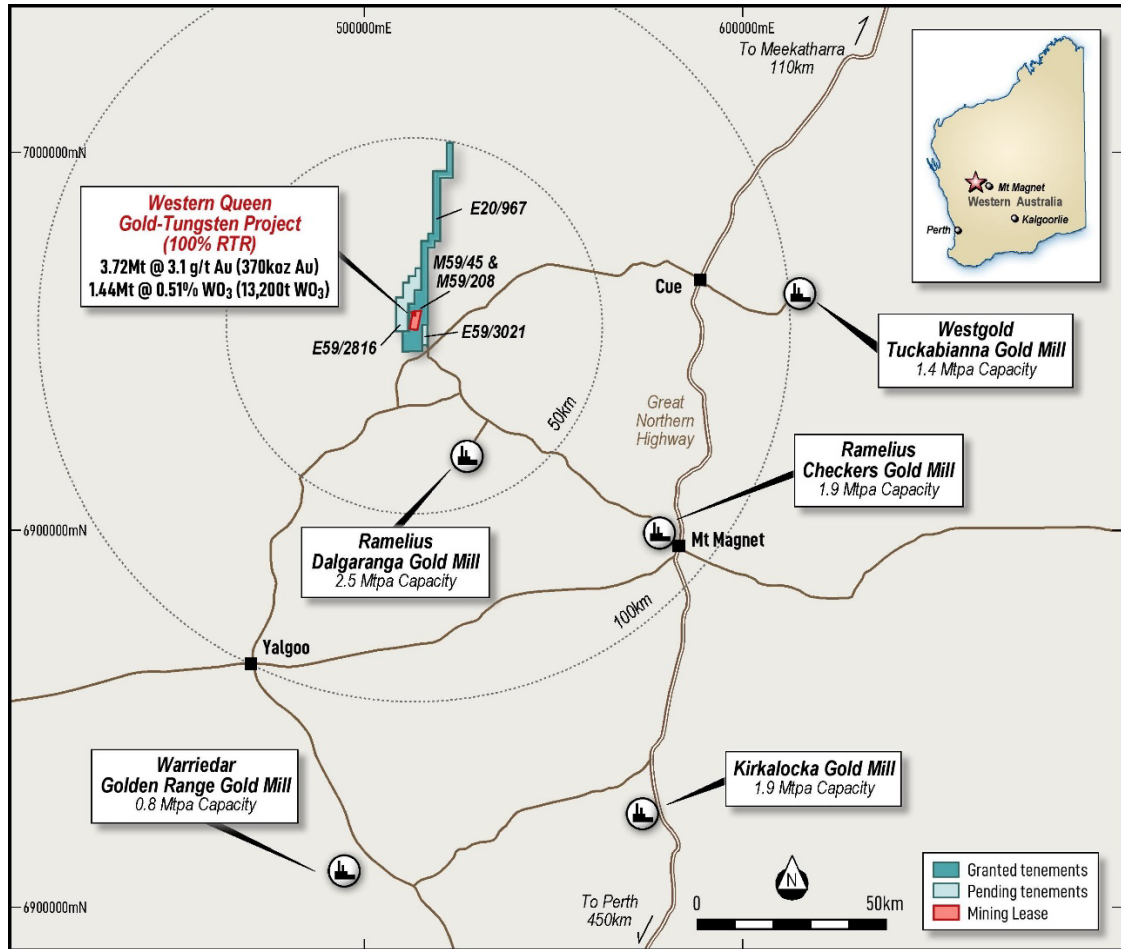 500000mE
600000mE
To Meekatharra
110km
7000000mN
Mt Magnet
Western Australia
Kalgoorlie
Perth
Western Queen
Gold-Tungsten Project
(100% RTR)
3.72Mt @ 3.1 g/t Au (370koz Au)
1.44Mt @ 0.51% WO₃ (13,200t WO₃)
E20/967
M59/45 &
M59/208
E59/2816
E59/3021
Cue
Westgold
Tuckabianna Gold Mill
1.4 Mtpa Capacity
50km
Great
Northern
Highway
Ramelius
Checkers Gold Mill
1.9 Mtpa Capacity
6900000mN
Ramelius
Dalgaranga Gold Mill
2.5 Mtpa Capacity
Mt Magnet
100km
Yalgoo
Warriedar
Golden Range Gold Mill
0.8 Mtpa Capacity
Kirkalocka Gold Mill
1.9 Mtpa Capacity
6900000mN
To Perth
450km
N
0
50km
Granted tenements
Pending tenements
Mining Lease